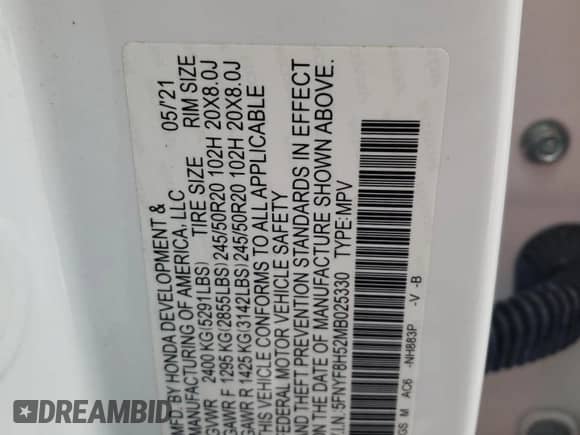 MFD. BY HONDA DEVELOPMENT & 05/'21
MANUFACTURING OF AMERICA, LLC
TIRE SIZE RIM SIZE
GVWR 2400 KG(5291LBS)
GAWR F 1295 KG(2855LBS) 245/50R20 102H 20X8.0J
GAWR R 1425 KG(3142LBS) 245/50R20 102H 20X8.0J
THIS VEHICLE CONFORMS TO ALL APPLICABLE
FEDERAL MOTOR VEHICLE SAFETY
AND THEFT PREVENTION STANDARDS IN EFFECT
ON THE DATE OF MANUFACTURE SHOWN ABOVE.
V.I.N.: 5FNYF8H52MB025330 TYPE: MPV
GS M AC6 -NH883P -V -B
DREAMBID
.com